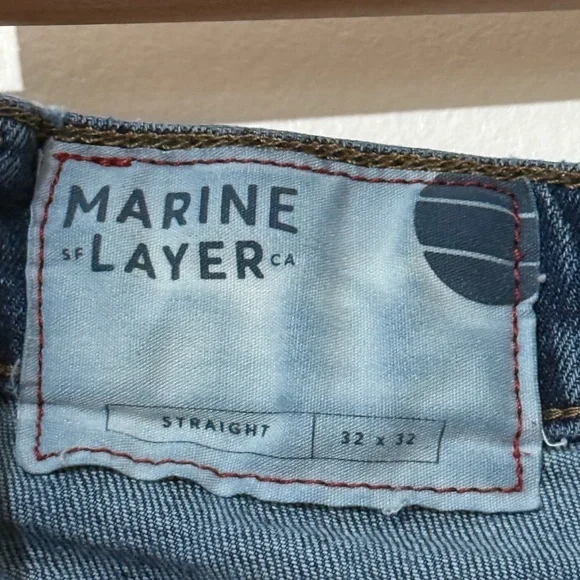 MARINE
SF LAYER CA
STRAIGHT 32 x 32